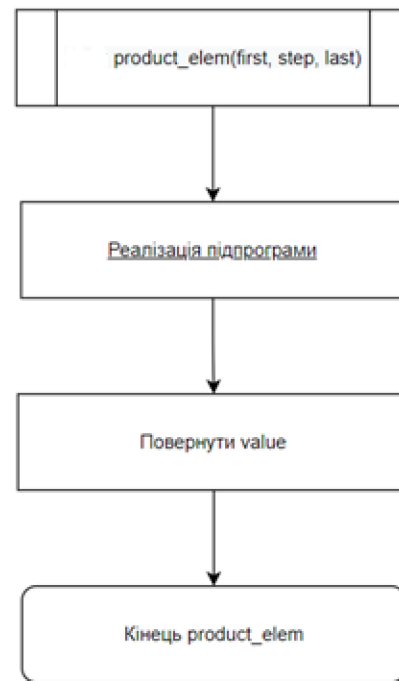 product_elem(first, step, last)
Реалізація підпрограми
Повернути value
Кінець product_elem